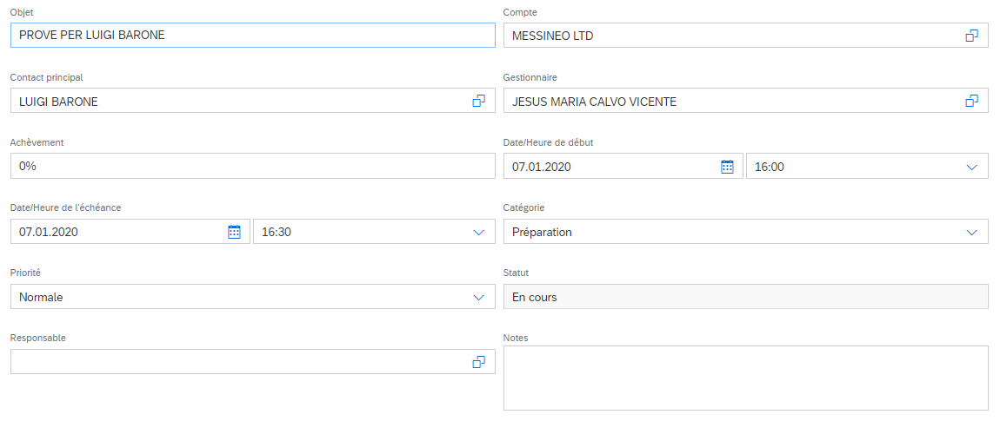 Objet
PROVE PER LUIGI BARONE
Compte
MESSINEO LTD
Contact principal
LUIGI BARONE
Gestionnaire
JESUS MARIA CALVO VICENTE
Achèvement
0%
Date/Heure de début
07.01.2020
16:00
Date/Heure de l'échéance
07.01.2020
16:30
Catégorie
Préparation
Priorité
Normale
Statut
En cours
Responsable
Notes